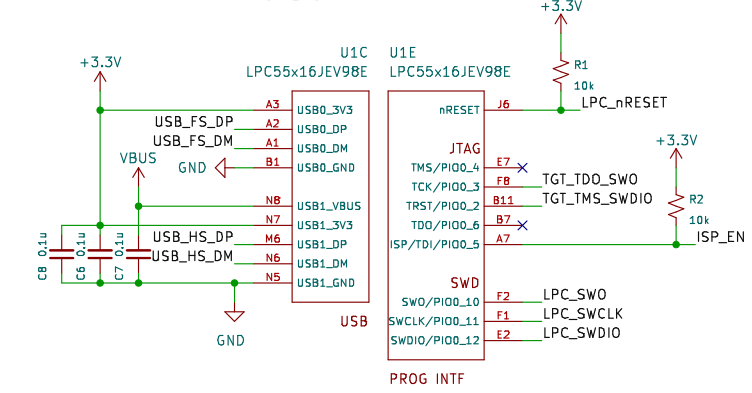 +3.3V
U1C
U1E
LPC55x16JEV98E
LPC55x16JEV98E
+3.3V
R1
10k
A3 USB0_3V3
nRESET J6
LPC_nRESET
USB_FS_DP A2 USB0_DP
USB_FS_DM A1 USB0_DM
JTAG
+3.3V
VBUS
GND B1 USB0_GND
TMS/PIO0_4 E7
TCK/PIO0_3 F8 TGT_TDO_SWO
N8 USB1_VBUS
TRST/PIO0_2 B11 TGT_TMS_SWDIO
R2
10k
N7 USB1_3V3
TDO/PIO0_6 B7
C8 0.1u
C6 0.1u
C7 0.1u
USB_HS_DP M6 USB1_DP
ISP/TDI/PIO0_5 A7
ISP_EN
USB_HS_DM N6 USB1_DM
N5 USB1_GND
SWD
SWO/PIO0_10 F2 LPC_SWO
USB
SWCLK/PIO0_11 F1 LPC_SWCLK
GND
SWDIO/PIO0_12 E2 LPC_SWDIO
PROG INTF